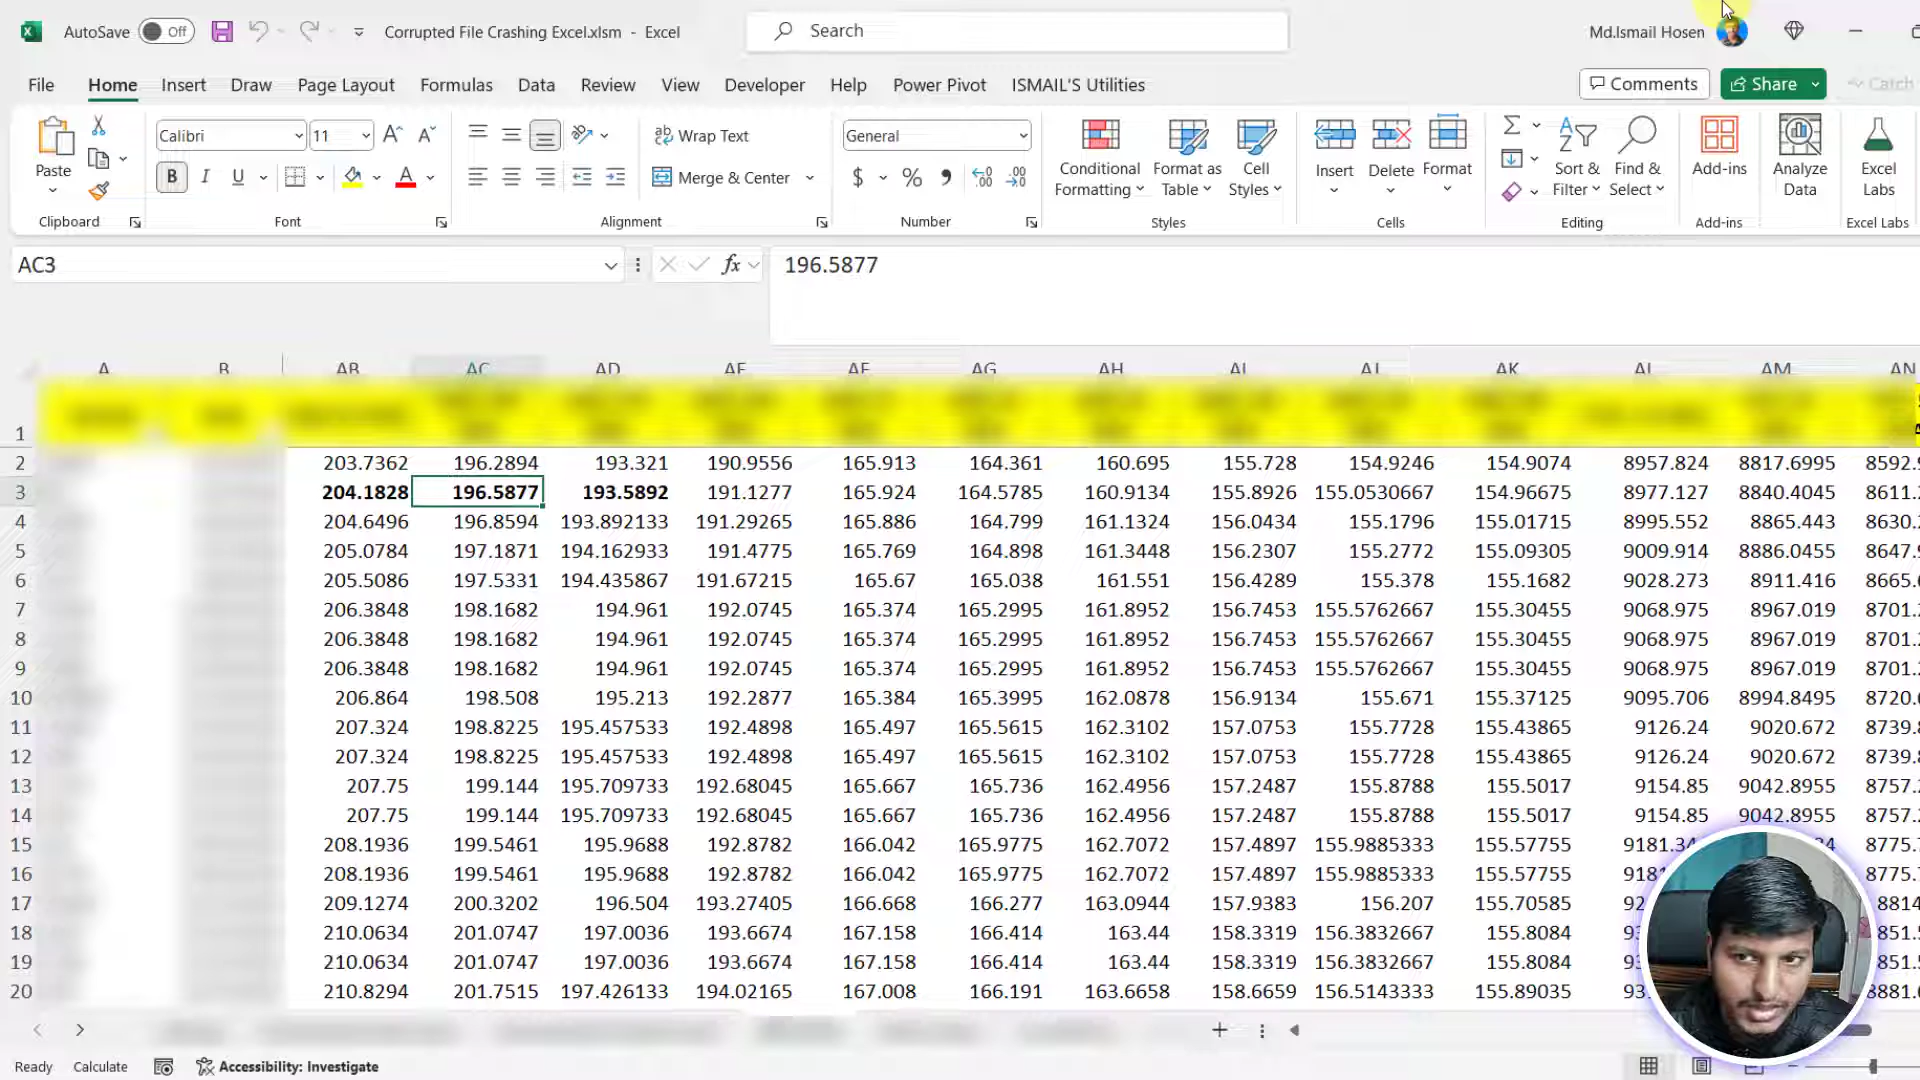 AutoSave Off Corrupted File Crashing Excel.xlsm - Excel Search Md.Ismail Hosen
File Home Insert Draw Page Layout Formulas Data Review View Developer Help Power Pivot ISMAIL'S Utilities Comments Share Catch
Calibri 11 Wrap Text General
Paste Conditional Formatting Format as Table Cell Styles Insert Delete Format Sort & Filter Find & Select Add-ins Analyze Data Excel Labs
B I U Merge & Center $ %
Clipboard Font Alignment Number Styles Cells Editing Add-ins Excel Labs
AC3 fx 196.5877
A B AB AC AD AE AF AG AH AI AJ AK AL AM AN
1
2 203.7362 196.2894 193.321 190.9556 165.913 164.361 160.695 155.728 154.9246 154.9074 8957.824 8817.6995
3 204.1828 196.5877 193.5892 191.1277 165.924 164.5785 160.9134 155.8926 155.0530667 154.96675 8977.127 8840.4045
4 204.6496 196.8594 193.892133 191.29265 165.886 164.799 161.1324 156.0434 155.1796 155.01715 8995.552 8865.443
5 205.0784 197.1871 194.162933 191.4775 165.769 164.898 161.3448 156.2307 155.2772 155.09305 9009.914 8886.0455
6 205.5086 197.5331 194.435867 191.67215 165.67 165.038 161.551 156.4289 155.378 155.1682 9028.273 8911.416
7 206.3848 198.1682 194.961 192.0745 165.374 165.2995 161.8952 156.7453 155.5762667 155.30455 9068.975 8967.019
8 206.3848 198.1682 194.961 192.0745 165.374 165.2995 161.8952 156.7453 155.5762667 155.30455 9068.975 8967.019
9 206.3848 198.1682 194.961 192.0745 165.374 165.2995 161.8952 156.7453 155.5762667 155.30455 9068.975 8967.019
10 206.864 198.508 195.213 192.2877 165.384 165.3995 162.0878 156.9134 155.671 155.37125 9095.706 8994.8495
11 207.324 198.8225 195.457533 192.4898 165.497 165.5615 162.3102 157.0753 155.7728 155.43865 9126.24 9020.672
12 207.324 198.8225 195.457533 192.4898 165.497 165.5615 162.3102 157.0753 155.7728 155.43865 9126.24 9020.672
13 207.75 199.144 195.709733 192.68045 165.667 165.736 162.4956 157.2487 155.8788 155.5017 9154.85 9042.8955
14 207.75 199.144 195.709733 192.68045 165.667 165.736 162.4956 157.2487 155.8788 155.5017 9154.85 9042.8955
15 208.1936 199.5461 195.9688 192.8782 166.042 165.9775 162.7072 157.4897 155.9885333 155.57755
16 208.1936 199.5461 195.9688 192.8782 166.042 165.9775 162.7072 157.4897 155.9885333 155.57755
17 209.1274 200.3202 196.504 193.27405 166.668 166.277 163.0944 157.9383 156.207 155.70585
18 210.0634 201.0747 197.0036 193.6674 167.158 166.414 163.44 158.3319 156.3832667 155.8084
19 210.0634 201.0747 197.0036 193.6674 167.158 166.414 163.44 158.3319 156.3832667 155.8084
20 210.8294 201.7515 197.426133 194.02165 167.008 166.191 163.6658 158.6659 156.5143333 155.89035
Ready Calculate Accessibility: Investigate